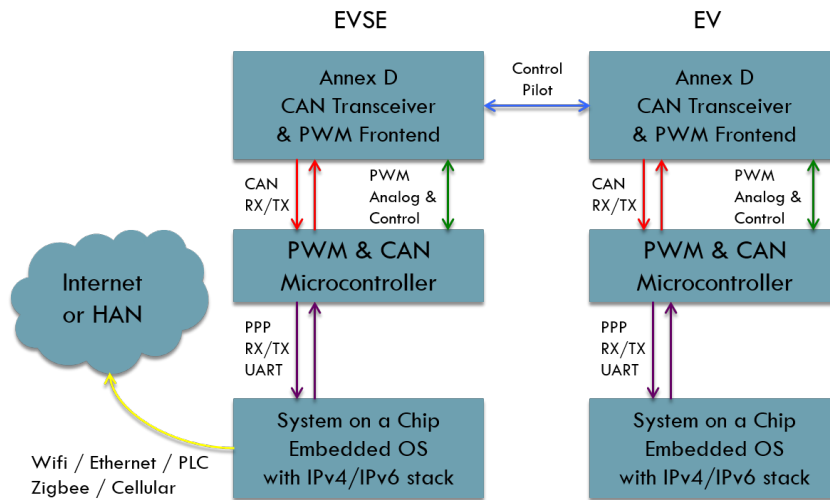 EVSE
EV
Annex D
CAN Transceiver
& PWM Frontend
Control
Pilot
Annex D
CAN Transceiver
& PWM Frontend
CAN
RX/TX
PWM
Analog &
Control
CAN
RX/TX
PWM
Analog &
Control
PWM & CAN
Microcontroller
PWM & CAN
Microcontroller
Internet
or HAN
PPP
RX/TX
UART
PPP
RX/TX
UART
System on a Chip
Embedded OS
with IPv4/IPv6 stack
System on a Chip
Embedded OS
with IPv4/IPv6 stack
Wifi / Ethernet / PLC
Zigbee / Cellular